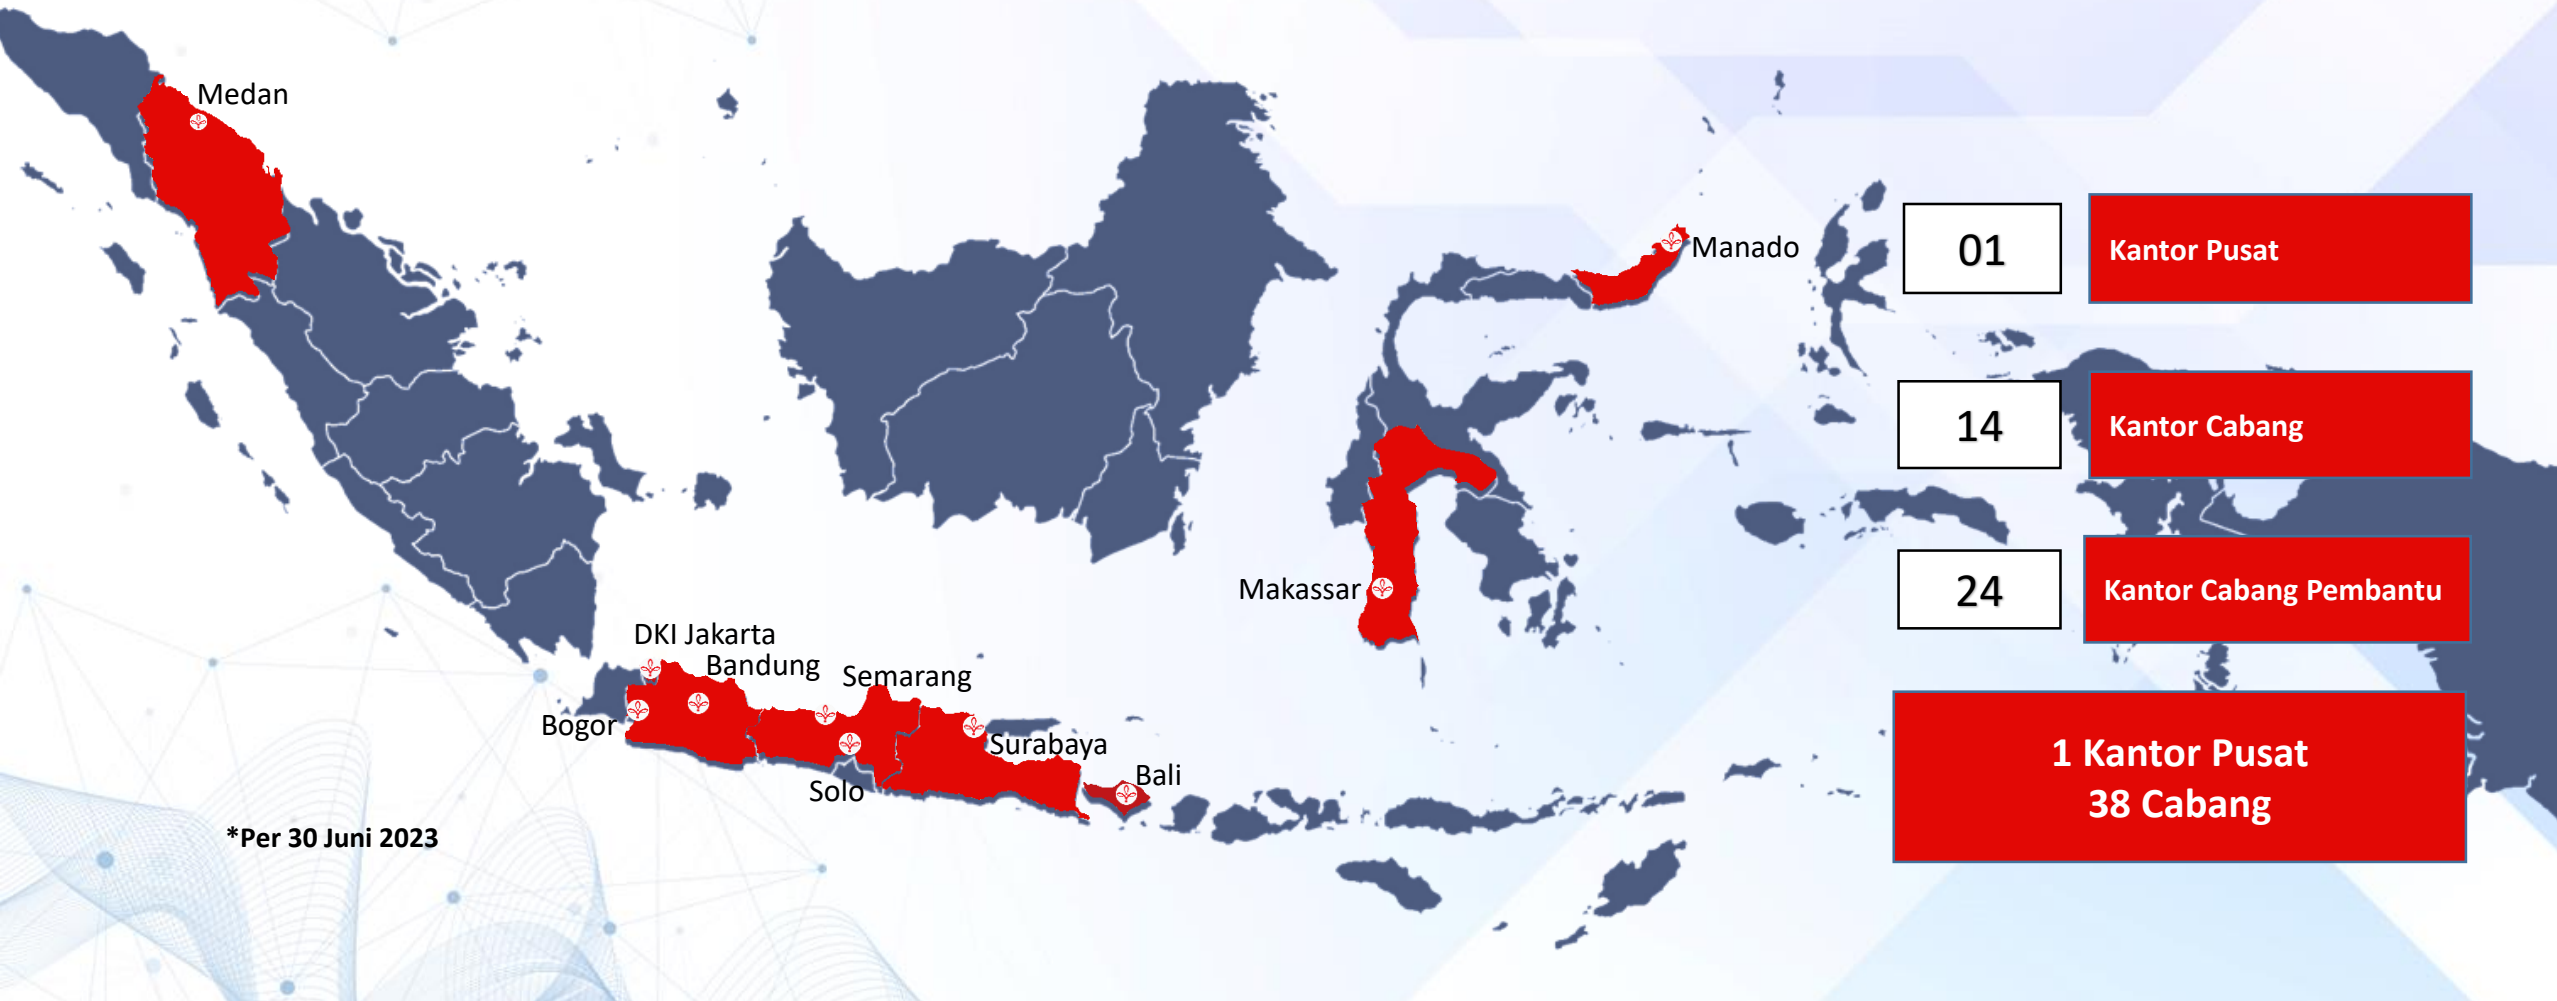 Medan
Manado
Makassar
DKI Jakarta
Bandung
Semarang
Bogor
Surabaya
Solo
Bali
*Per 30 Juni 2023
01
Kantor Pusat
14
Kantor Cabang
24
Kantor Cabang Pembantu
1 Kantor Pusat
38 Cabang